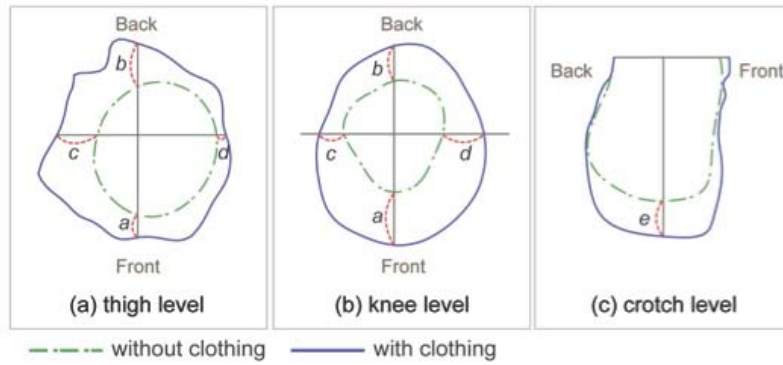 Back
b
c
d
a
Front
(a) thigh level
Back
b
c
d
a
Front
(b) knee level
Back
Front
e
(c) crotch level
without clothing
with clothing